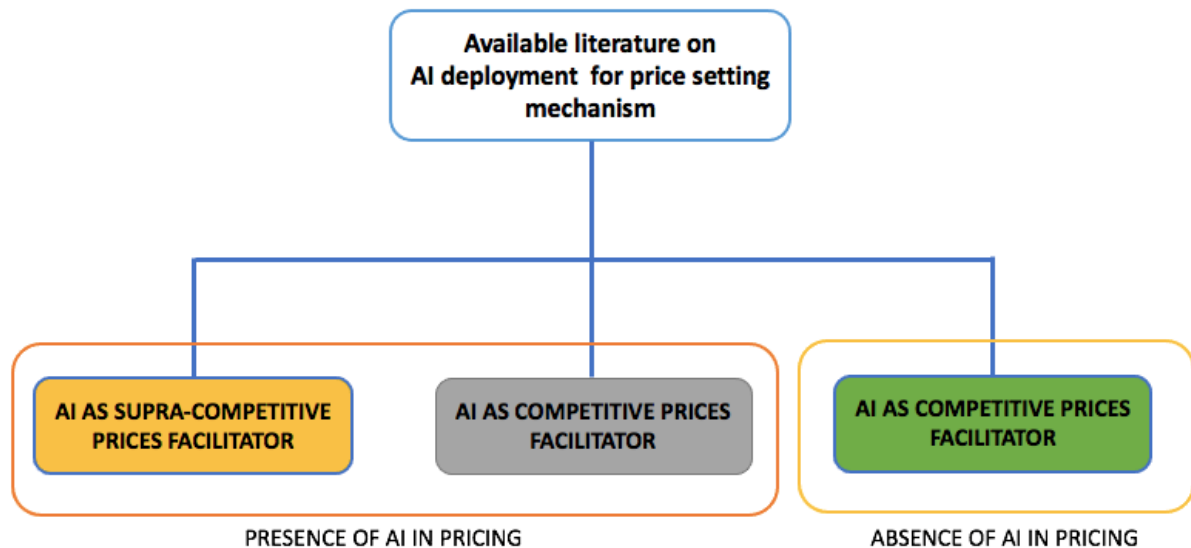 Available literature on
AI deployment for price setting
mechanism
AI AS SUPRA-COMPETITIVE
PRICES FACILITATOR
AI AS COMPETITIVE PRICES
FACILITATOR
AI AS COMPETITIVE PRICES
FACILITATOR
PRESENCE OF AI IN PRICING
ABSENCE OF AI IN PRICING